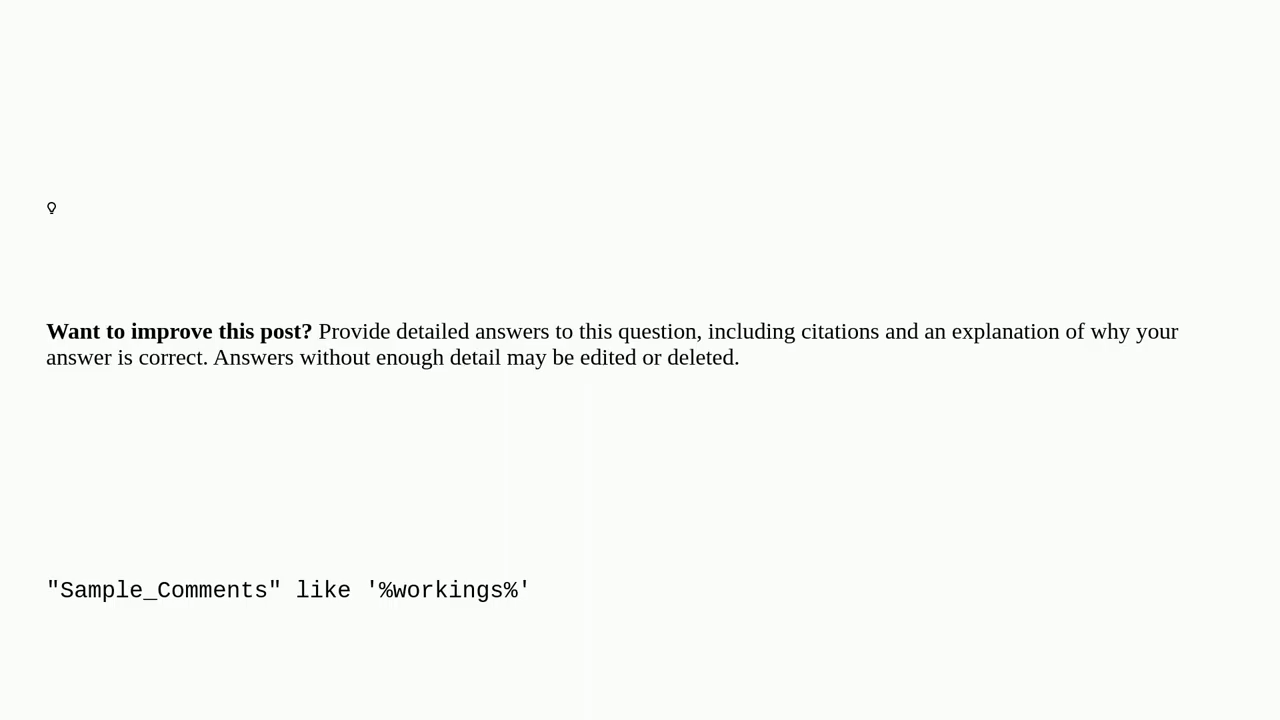 Want to improve this post? Provide detailed answers to this question, including citations and an explanation of why your
answer is correct. Answers without enough detail may be edited or deleted.
"Sample_Comments" like '%workings%'